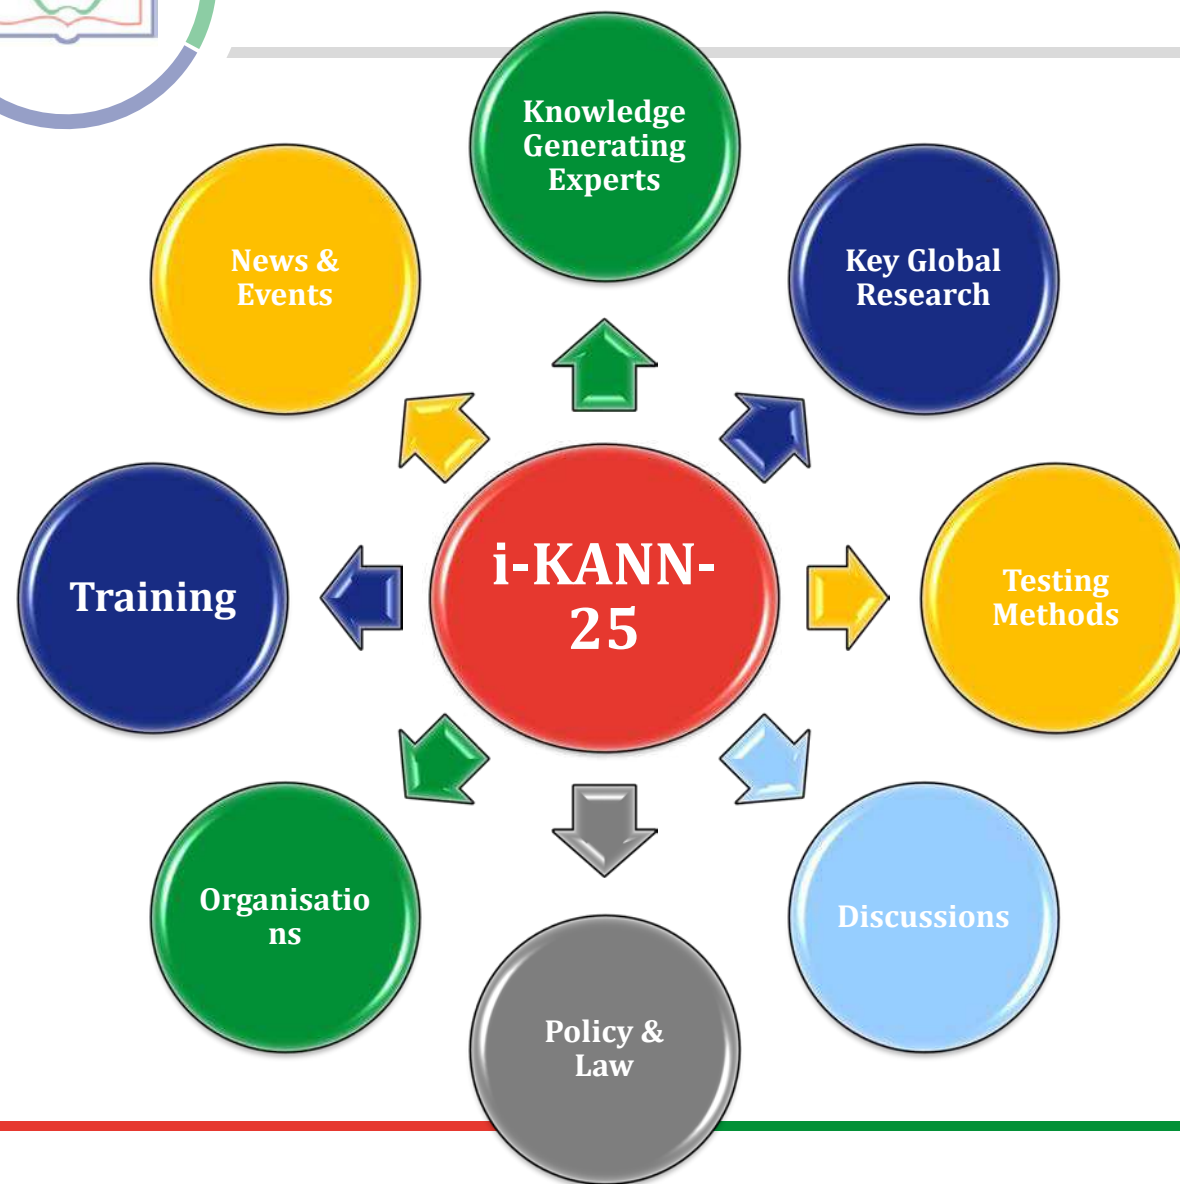 Knowledge
Generating
Experts
News &
Events
Key Global
Research
Training
i-KANN-
25
Testing
Methods
Organisatio
ns
Discussions
Policy &
Law